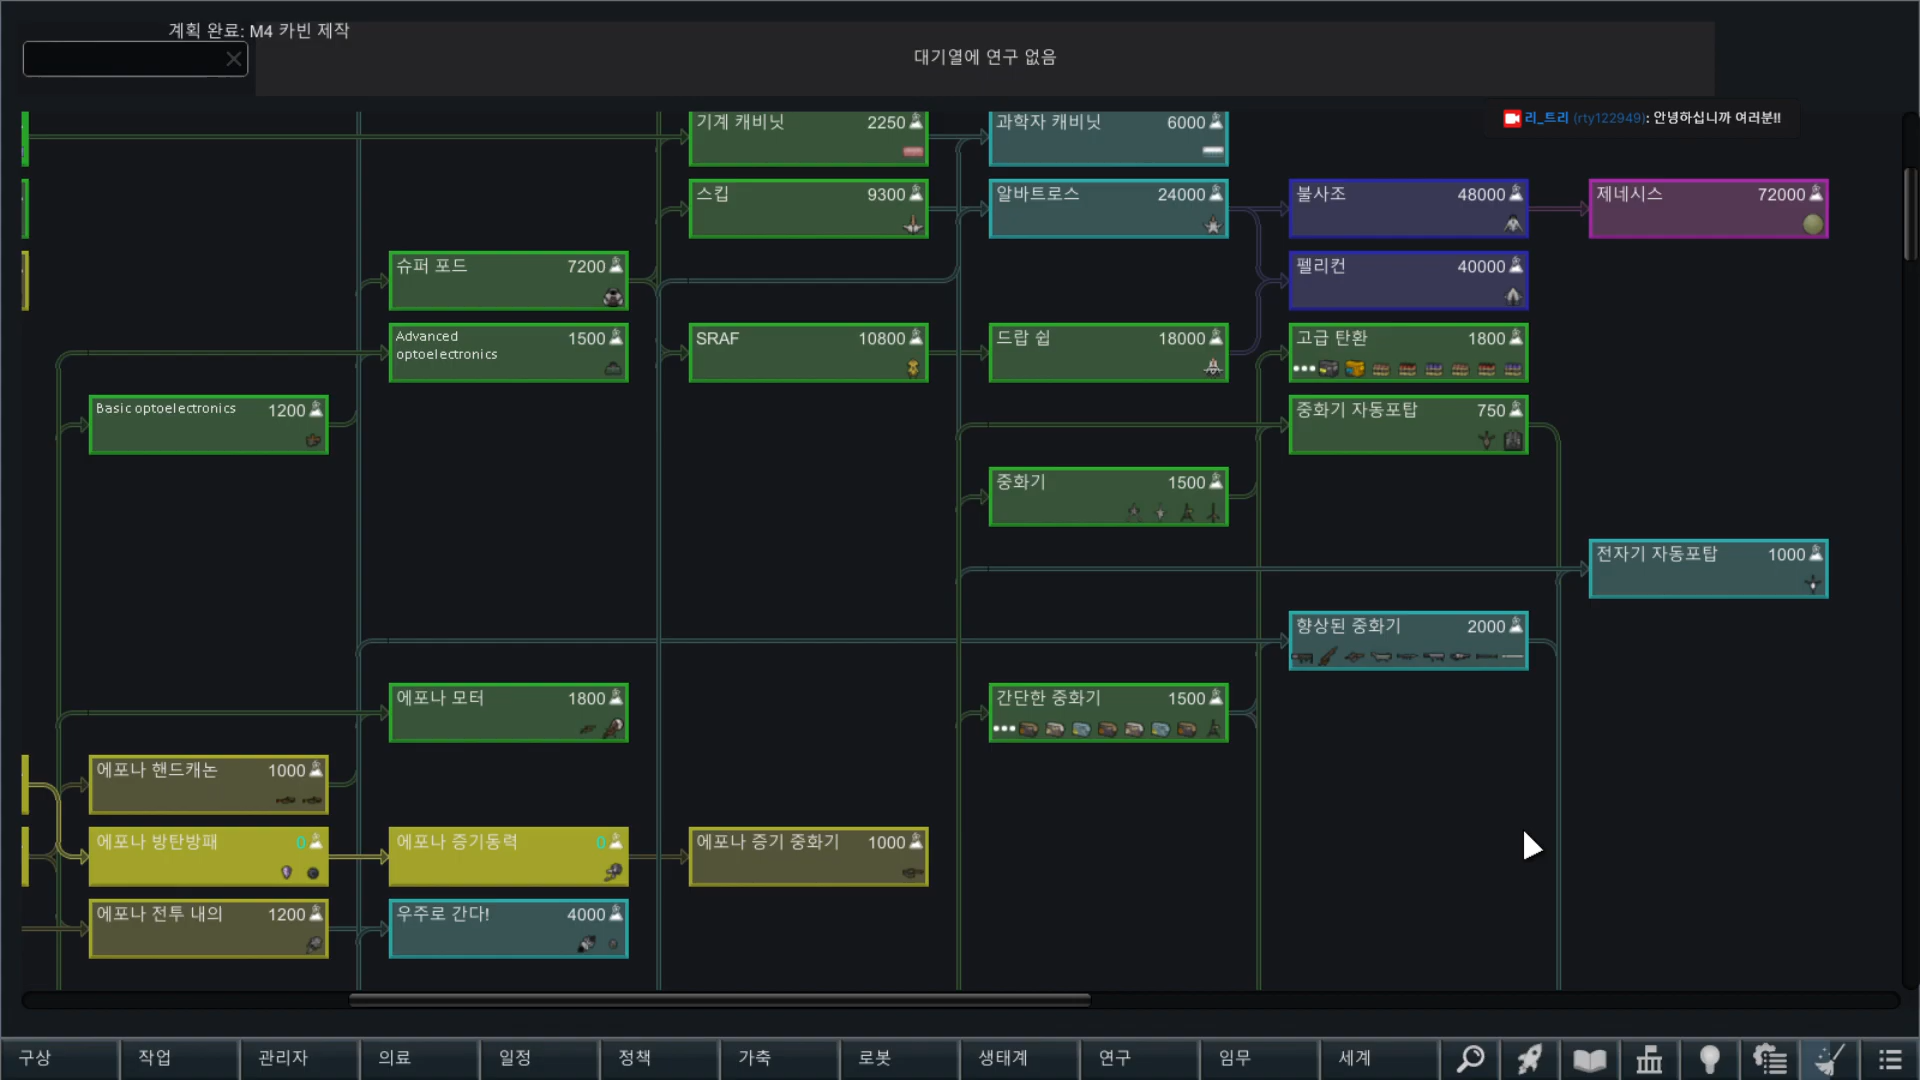 계획 완료: M4 카빈 제작
대기열에 연구 없음
기계 캐비닛 2250
과학자 캐비닛 6000
리_트리 (rty122949): 안녕하십니까 여러분!!
스킵 9300
알바트로스 24000
불사조 48000
제네시스 72000
슈퍼 포드 7200
펠리컨 40000
Advanced optoelectronics 1500
SRAF 10800
드랍 쉽 18000
고급 탄환 1800
Basic optoelectronics 1200
중화기 자동포탑 750
중화기 1500
전자기 자동포탑 1000
향상된 중화기 2000
에포나 모터 1800
간단한 중화기 1500
에포나 핸드캐논 1000
에포나 방탄방패 0
에포나 증기동력 0
에포나 증기 중화기 1000
에포나 전투 내의 1200
우주로 간다! 4000
구상 작업 관리자 의료 일정 정책 가축 로봇 생태계 연구 임무 세계